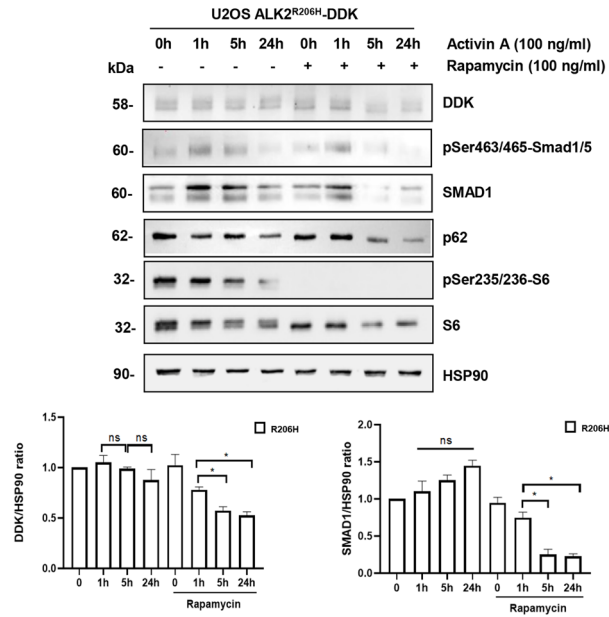 U2OS ALK2R206H-DDK
0h 1h 5h 24h 0h 1h 5h 24h Activin A (100 ng/ml)
kDa - - - - + + + + Rapamycin (100 ng/ml)
58- DDK
60- pSer463/465-Smad1/5
60- SMAD1
62- p62
32- pSer235/236-S6
32- S6
90- HSP90
DDK/HSP90 ratio
1.5
1.0
0.5
0.0
ns ns * *
R206H
0 1h 5h 24h 0 1h 5h 24h
Rapamycin
SMAD1/HSP90 ratio
2.0
1.5
1.0
0.5
0.0
ns * *
R206H
0 1h 5h 24h 0 1h 5h 24h
Rapamycin